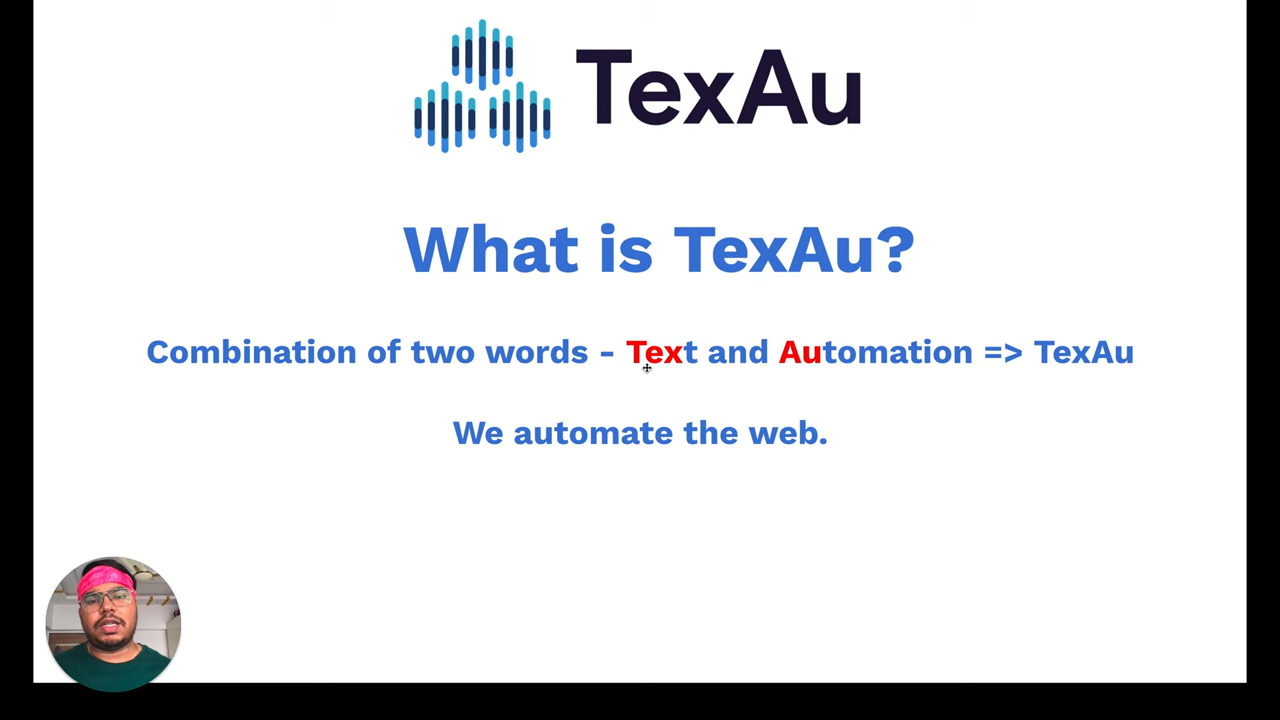 TexAu
What is TexAu?
Combination of two words - Text and Automation => TexAu
We automate the web.